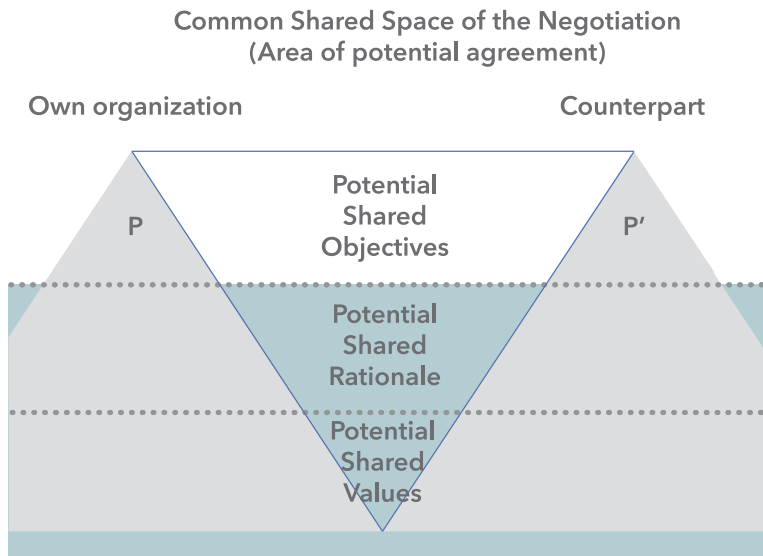 Common Shared Space of the Negotiation
(Area of potential agreement)
Own organization
Counterpart
Potential
Shared
Objectives
P
P'
Potential
Shared
Rationale
Potential
Shared
Values